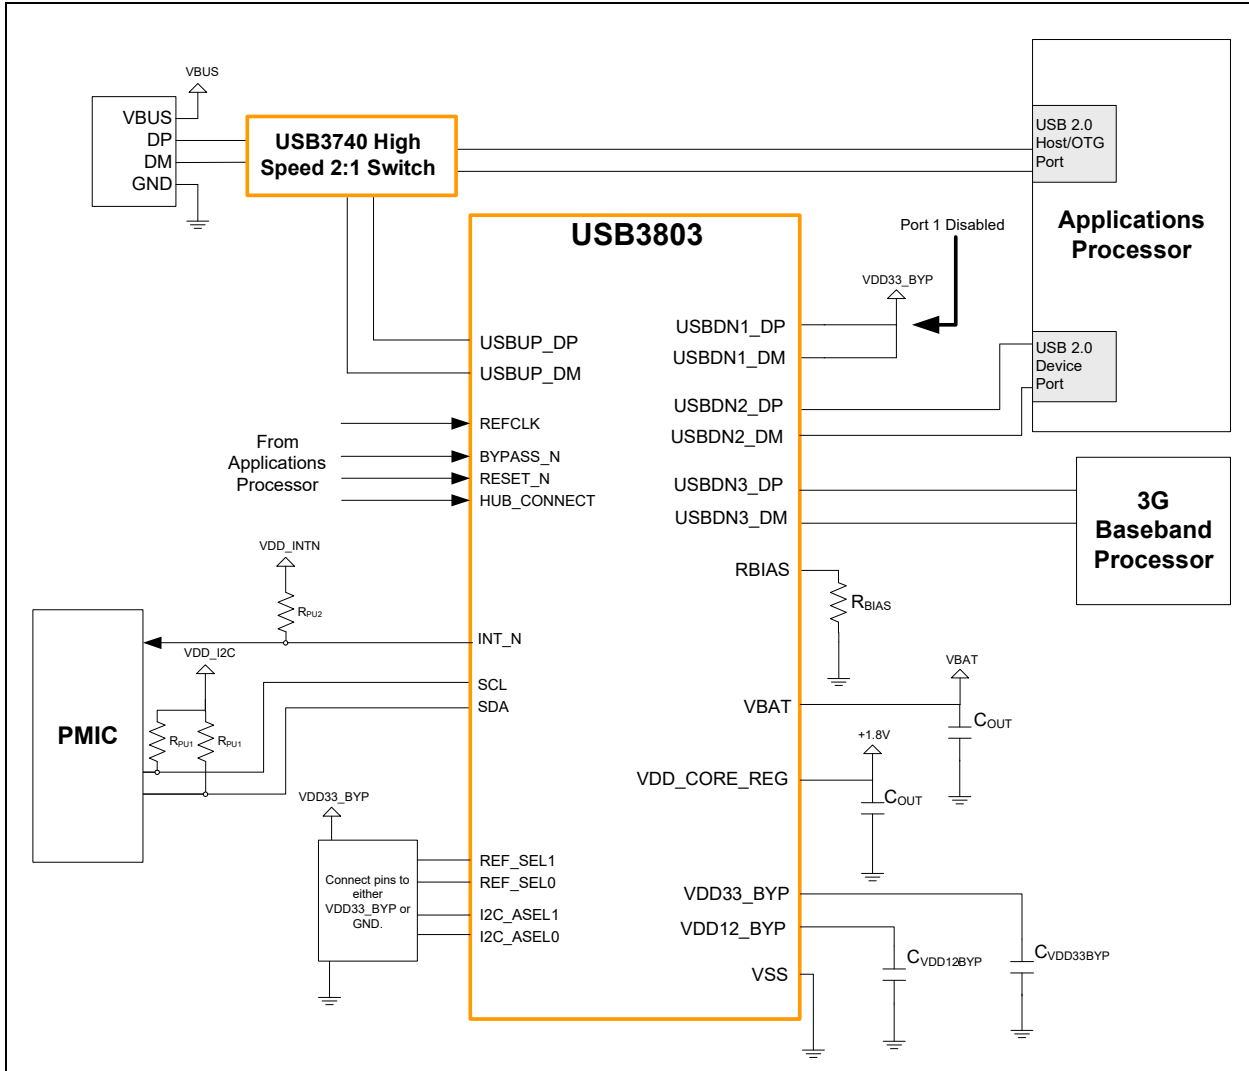 VBUS
VBUS
DP
DM
GND
USB3740 High
Speed 2:1 Switch
USB 2.0
Host/OTG
Port
Applications
Processor
USB 2.0
Device
Port
USB3803
Port 1 Disabled
VDD33_BYP
USBUP_DP
USBUP_DM
REFCLK
BYPASS_N
RESET_N
HUB_CONNECT
From
Applications
Processor
USBDN1_DP
USBDN1_DM
USBDN2_DP
USBDN2_DM
USBDN3_DP
USBDN3_DM
3G
Baseband
Processor
RBIAS
RBIAS
VDD_INTN
RPU2
INT_N
VDD_I2C
SCL
SDA
PMIC
RPU1
RPU1
VBAT
VBAT
COUT
+1.8V
VDD_CORE_REG
COUT
VDD33_BYP
Connect pins to
either
VDD33_BYP or
GND.
REF_SEL1
REF_SEL0
I2C_ASEL1
I2C_ASEL0
VDD33_BYP
VDD12_BYP
VSS
CVDD12BYP
CVDD33BYP